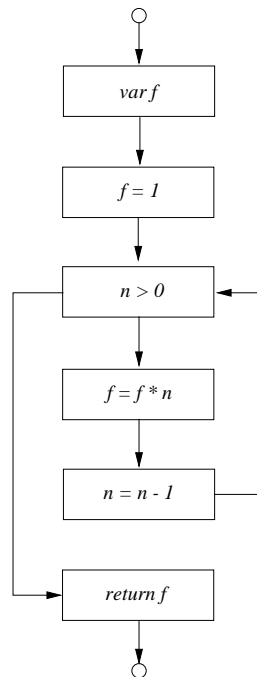 var f
f = 1
n > 0
f = f * n
n = n - 1
return f